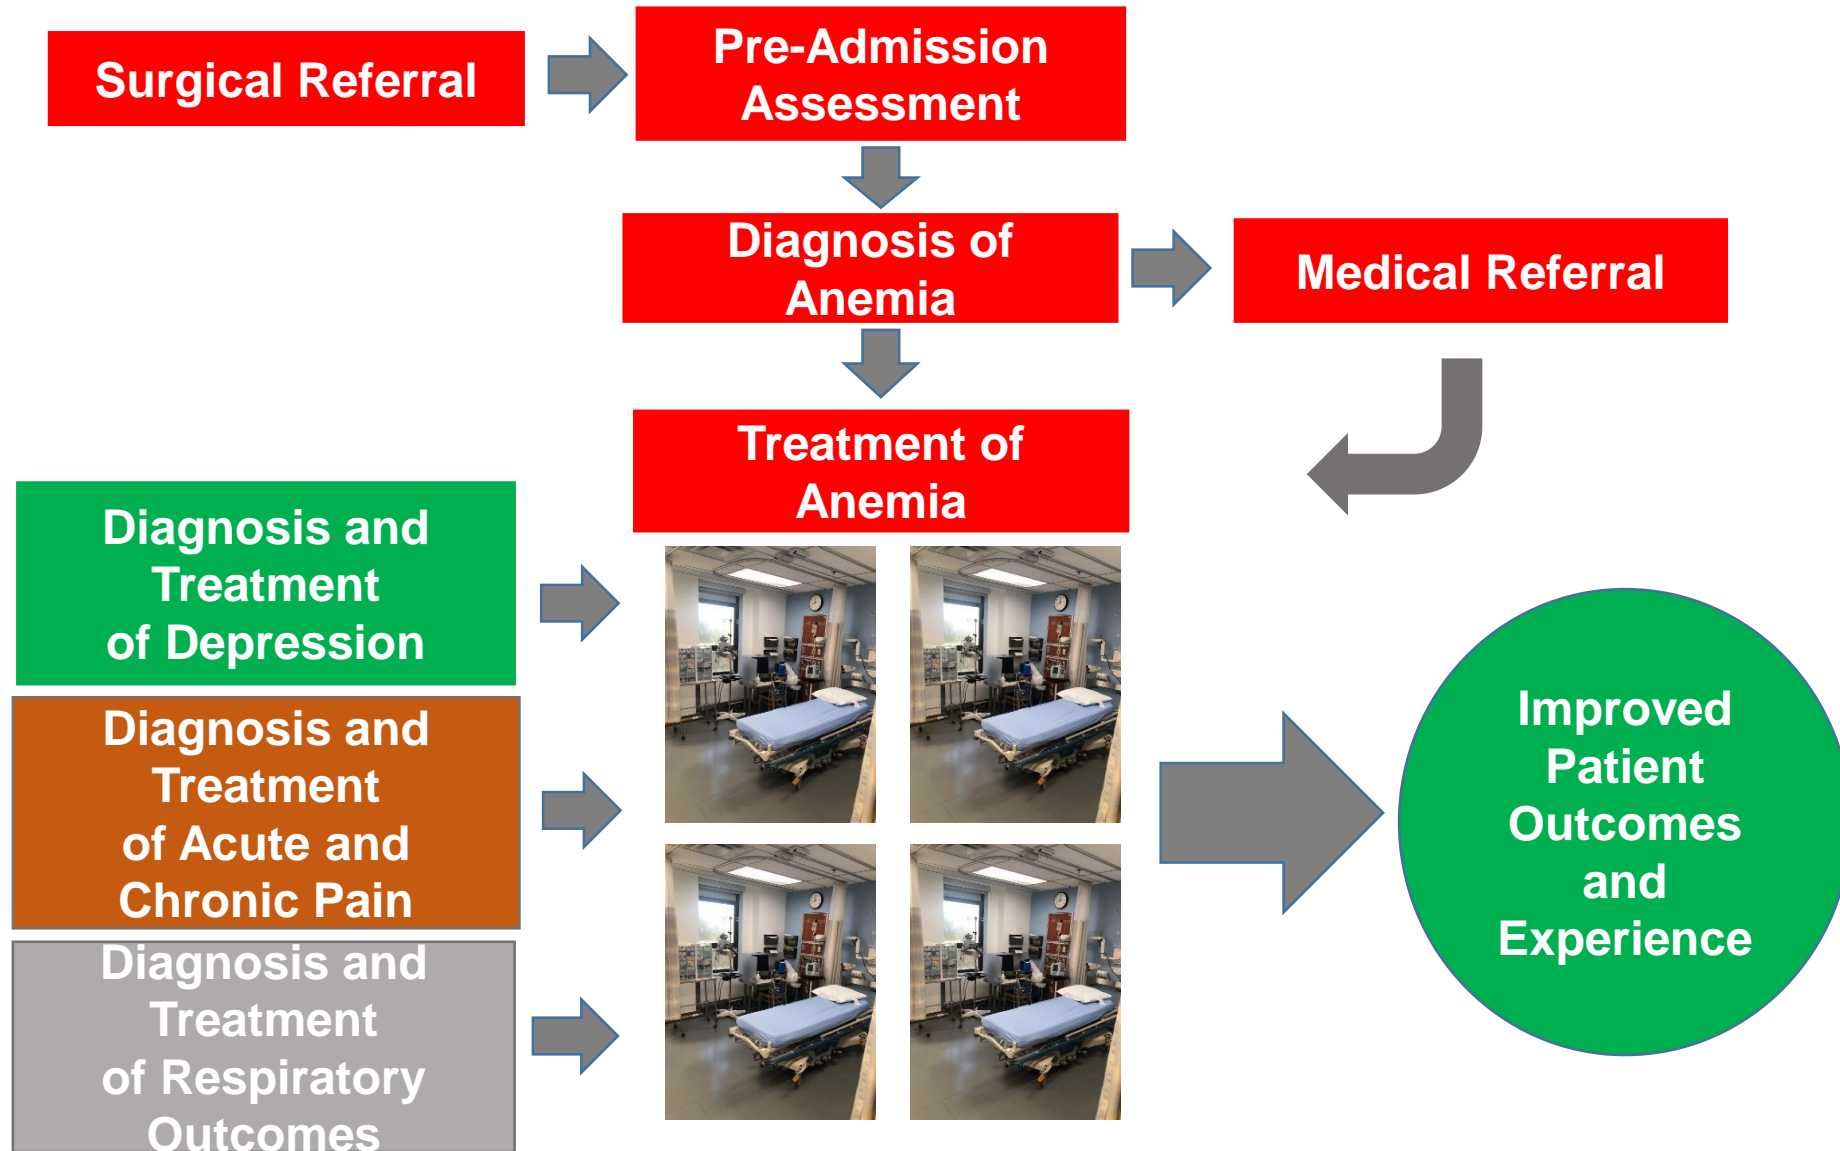 Surgical Referral
Pre-Admission
Assessment
Diagnosis of
Anemia
Medical Referral
Treatment of
Anemia
Diagnosis and
Treatment
of Depression
Diagnosis and
Treatment
of Acute and
Chronic Pain
Diagnosis and
Treatment
of Respiratory
Outcomes
Improved
Patient
Outcomes
and
Experience